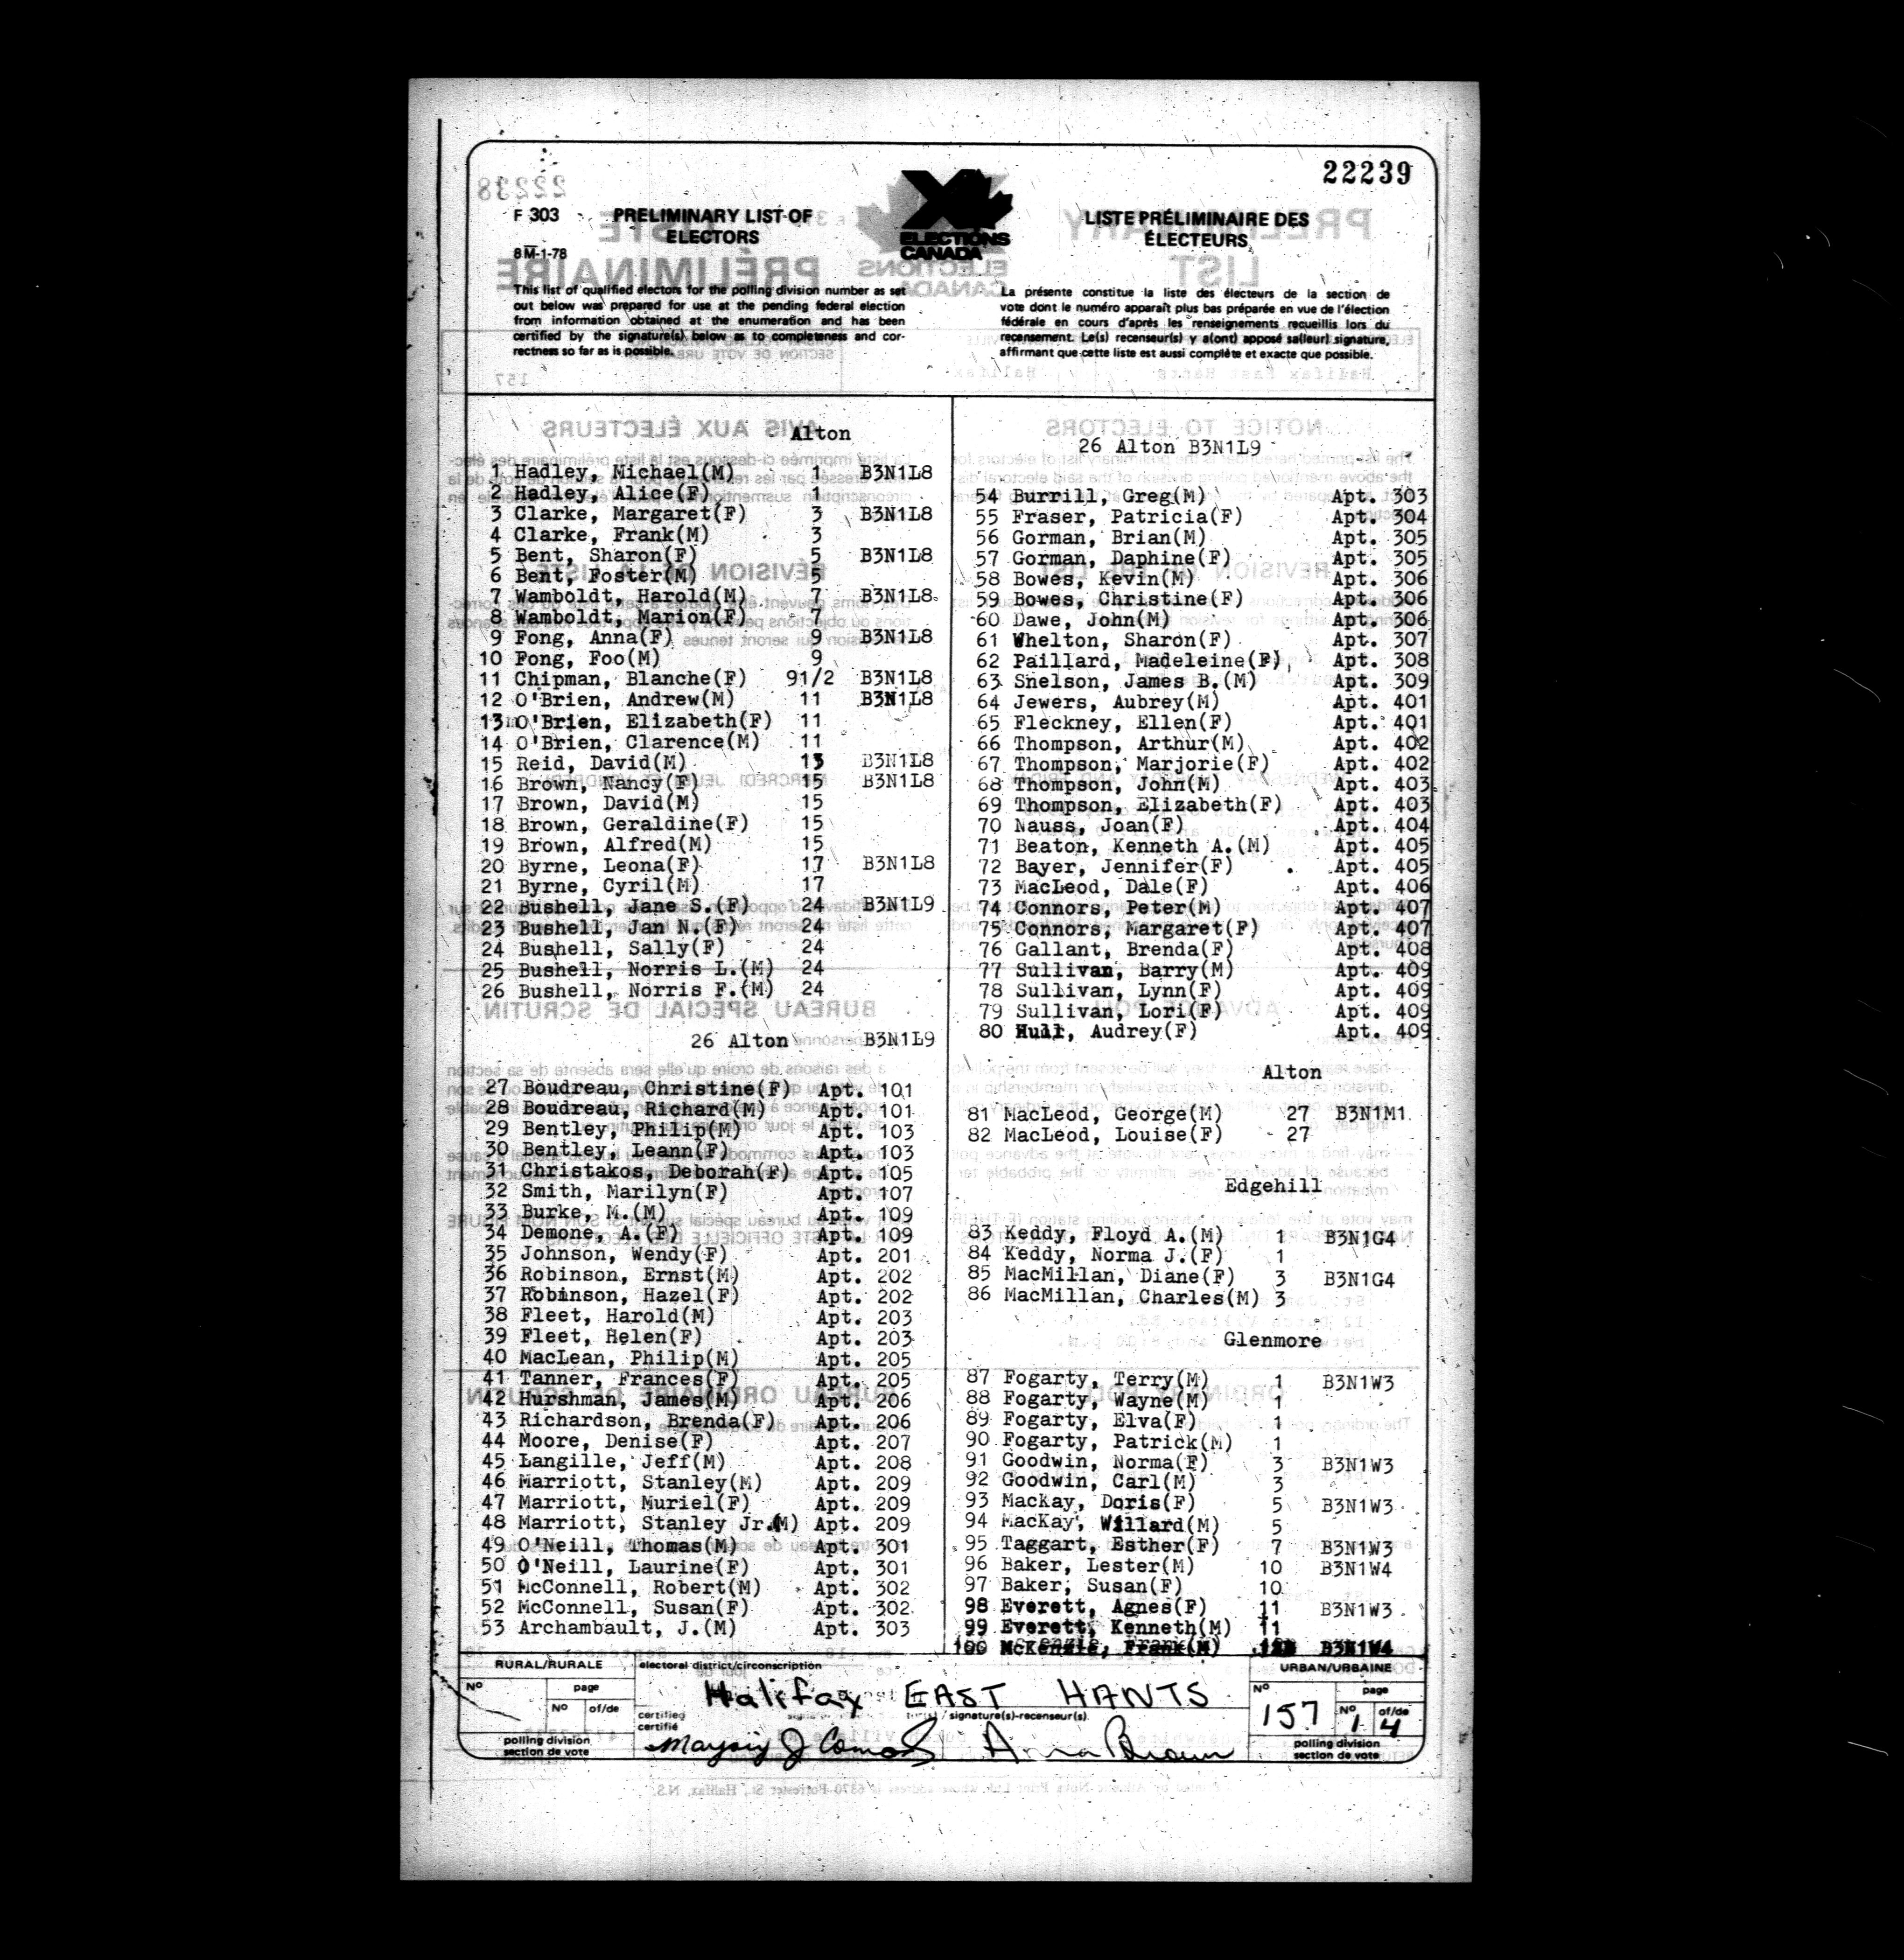 22239
F 303
PRELIMINARY LIST OF
ELECTORS
8 M-1-78
This list of qualified electors for the polling division number as set
out below was prepared for use at the pending federal election
from information obtained at the enumeration and has been
certified by the signature(s) below as to completeness and cor-
rectness so far as is possible.
ELECTIONS
CANADA
LISTE PRÉLIMINAIRE DES
ÉLECTEURS
La présente constitue la liste des électeurs de la section de
vote dont le numéro apparaît plus bas préparée en vue de l'élection
fédérale en cours d'après les renseignements recueillis lors du
recensement. Le(s) recenseur(s) y a(ont) apposé sa(leur) signature,
affirmant que cette liste est aussi complète et exacte que possible.
Alton
1 Hadley, Michael(M) 1 B3N1L8
2 Hadley, Alice(F) 1
3 Clarke, Margaret(F) 3 B3N1L8
4 Clarke, Frank(M) 3
5 Bent, Sharon(F) 5 B3N1L8
6 Bent, Foster(M) 5
7 Wamboldt, Harold(M) 7 B3N1L8
8 Wamboldt, Marion(F) 7
9 Fong, Anna(F) 9 B3N1L8
10 Fong, Foo(M) 9
11 Chipman, Blanche(F) 91/2 B3N1L8
12 O'Brien, Andrew(M) 11 B3N1L8
13 O'Brien, Elizabeth(F) 11
14 O'Brien, Clarence(M) 11
15 Reid, David(M) 13 B3N1L8
16 Brown, Nancy(F) 15 B3N1L8
17 Brown, David(M) 15
18 Brown, Geraldine(F) 15
19 Brown, Alfred(M) 15
20 Byrne, Leona(F) 17 B3N1L8
21 Byrne, Cyril(M) 17
22 Bushell, Jane S.(F) 24 B3N1L9
23 Bushell, Jan N.(F) 24
24 Bushell, Sally(F) 24
25 Bushell, Norris L.(M) 24
26 Bushell, Norris F.(M) 24
26 Alton B3N1L9
27 Boudreau, Christine(F) Apt. 101
28 Boudreau, Richard(M) Apt. 101
29 Bentley, Philip(M) Apt. 103
30 Bentley, Leann(F) Apt. 103
31 Christakos, Deborah(F) Apt. 105
32 Smith, Marilyn(F) Apt. 107
33 Burke, M.(M) Apt. 109
34 Demone, A.(F) Apt. 109
35 Johnson, Wendy(F) Apt. 201
36 Robinson, Ernst(M) Apt. 202
37 Robinson, Hazel(F) Apt. 202
38 Fleet, Harold(M) Apt. 203
39 Fleet, Helen(F) Apt. 203
40 MacLean, Philip(M) Apt. 205
41 Tanner, Frances(F) Apt. 205
42 Hurshman, James(M) Apt. 206
43 Richardson, Brenda(F) Apt. 206
44 Moore, Denise(F) Apt. 207
45 Langille, Jeff(M) Apt. 208
46 Marriott, Stanley(M) Apt. 209
47 Marriott, Muriel(F) Apt. 209
48 Marriott, Stanley Jr.(M) Apt. 209
49 O'Neill, Thomas(M) Apt. 301
50 O'Neill, Laurine(F) Apt. 301
51 McConnell, Robert(M) Apt. 302
52 McConnell, Susan(F) Apt. 302
53 Archambault, J.(M) Apt. 303
26 Alton B3N1L9
54 Burrill, Greg(M) Apt. 303
55 Fraser, Patricia(F) Apt. 304
56 Gorman, Brian(M) Apt. 305
57 Gorman, Daphine(F) Apt. 305
58 Bowes, Kevin(M) Apt. 306
59 Bowes, Christine(F) Apt. 306
60 Dawe, John(M) Apt. 306
61 Whelton, Sharon(F) Apt. 307
62 Paillard, Madeleine(F) Apt. 308
63 Snelson, James B.(M) Apt. 309
64 Jewers, Aubrey(M) Apt. 401
65 Fleckney, Ellen(F) Apt. 401
66 Thompson, Arthur(M) Apt. 402
67 Thompson, Marjorie(F) Apt. 402
68 Thompson, John(M) Apt. 403
69 Thompson, Elizabeth(F) Apt. 403
70 Nauss, Joan(F) Apt. 404
71 Beaton, Kenneth A.(M) Apt. 405
72 Bayer, Jennifer(F) Apt. 405
73 MacLeod, Dale(F) Apt. 406
74 Connors, Peter(M) Apt. 407
75 Connors, Margaret(F) Apt. 407
76 Gallant, Brenda(F) Apt. 408
77 Sullivan, Barry(M) Apt. 409
78 Sullivan, Lynn(F) Apt. 409
79 Sullivan, Lori(F) Apt. 409
80 Hull, Audrey(F) Apt. 409
Alton
81 MacLeod, George(M) 27 B3N1M1
82 MacLeod, Louise(F) 27
Edgehill
83 Keddy, Floyd A.(M) 1 B3N1G4
84 Keddy, Norma J.(F) 1
85 MacMillan, Diane(F) 3 B3N1G4
86 MacMillan, Charles(M) 3
Glenmore
87 Fogarty, Terry(M) 1 B3N1W3
88 Fogarty, Wayne(M) 1
89 Fogarty, Elva(F) 1
90 Fogarty, Patrick(M) 1
91 Goodwin, Norma(F) 3 B3N1W3
92 Goodwin, Carl(M) 3
93 MacKay, Doris(F) 5 B3N1W3
94 MacKay, Willard(M) 5
95 Taggart, Esther(F) 7 B3N1W3
96 Baker, Lester(M) 10 B3N1W4
97 Baker, Susan(F) 10
98 Everett, Agnes(F) 11 B3N1W3
99 Everett, Kenneth(M) 11
100 McKenzie, Frank(M) B3N1W4
RURAL/RURALE
No
page
No of/de
polling division
section de vote
electoral district/circonscription
Halifax EAST HANTS
certified
certifié
signature(s)-recenseur(s)
Anna Brown
URBAN/URBAINE
No
157
page
No 1 of/de 4
polling division
section de vote